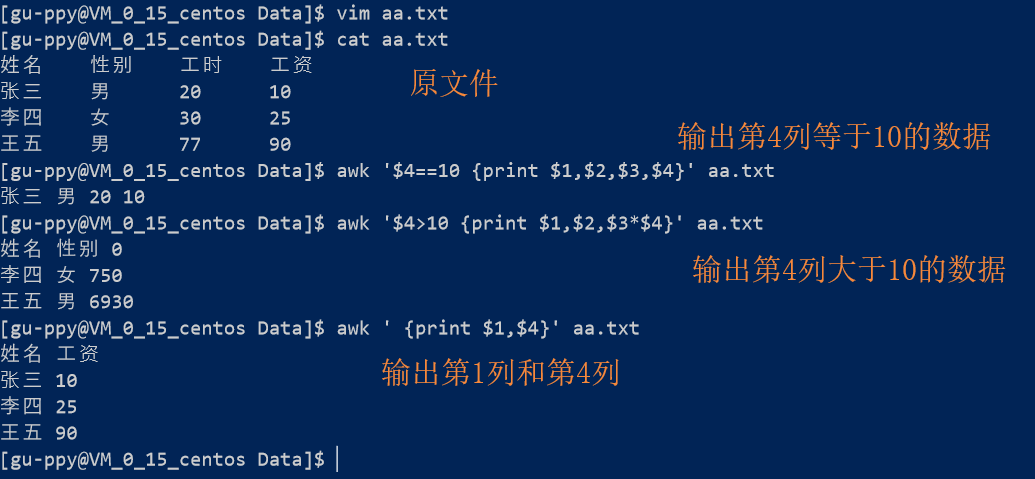 [gu-ppy@VM_0_15_centos Data]$ vim aa.txt
[gu-ppy@VM_0_15_centos Data]$ cat aa.txt
姓名 性别 工时 工资
张三 男 20 10
原文件
李四 女 30 25
王五 男 77 90
输出第4列等于10的数据
[gu-ppy@VM_0_15_centos Data]$ awk '$4==10 {print $1,$2,$3,$4}' aa.txt
张三 男 20 10
[gu-ppy@VM_0_15_centos Data]$ awk '$4>10 {print $1,$2,$3*$4}' aa.txt
姓名 性别 0
李四 女 750
输出第4列大于10的数据
王五 男 6930
[gu-ppy@VM_0_15_centos Data]$ awk ' {print $1,$4}' aa.txt
姓名 工资
张三 10
输出第1列和第4列
李四 25
王五 90
[gu-ppy@VM_0_15_centos Data]$